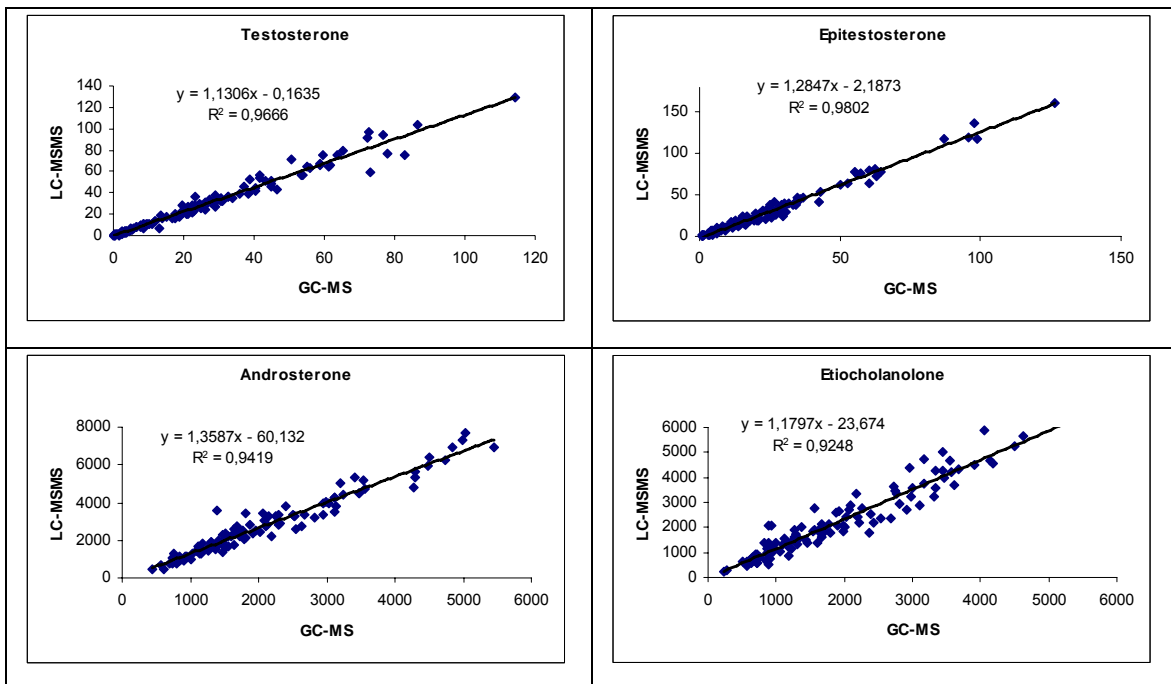 Testosterone
y = 1,1306x - 0,1635
R² = 0,9666
LC-MSMS
140
120
100
80
60
40
20
0
0 20 40 60 80 100 120
GC-MS
Epitestosterone
y = 1,2847x - 2,1873
R² = 0,9802
LC-MSMS
150
100
50
0
0 50 100 150
GC-MS
Androsterone
y = 1,3587x - 60,132
R² = 0,9419
LC-MSMS
8000
6000
4000
2000
0
0 1000 2000 3000 4000 5000 6000
GC-MS
Etiocholanolone
y = 1,1797x - 23,674
R² = 0,9248
LC-MSMS
6000
5000
4000
3000
2000
1000
0
0 1000 2000 3000 4000 5000 6000
GC-MS